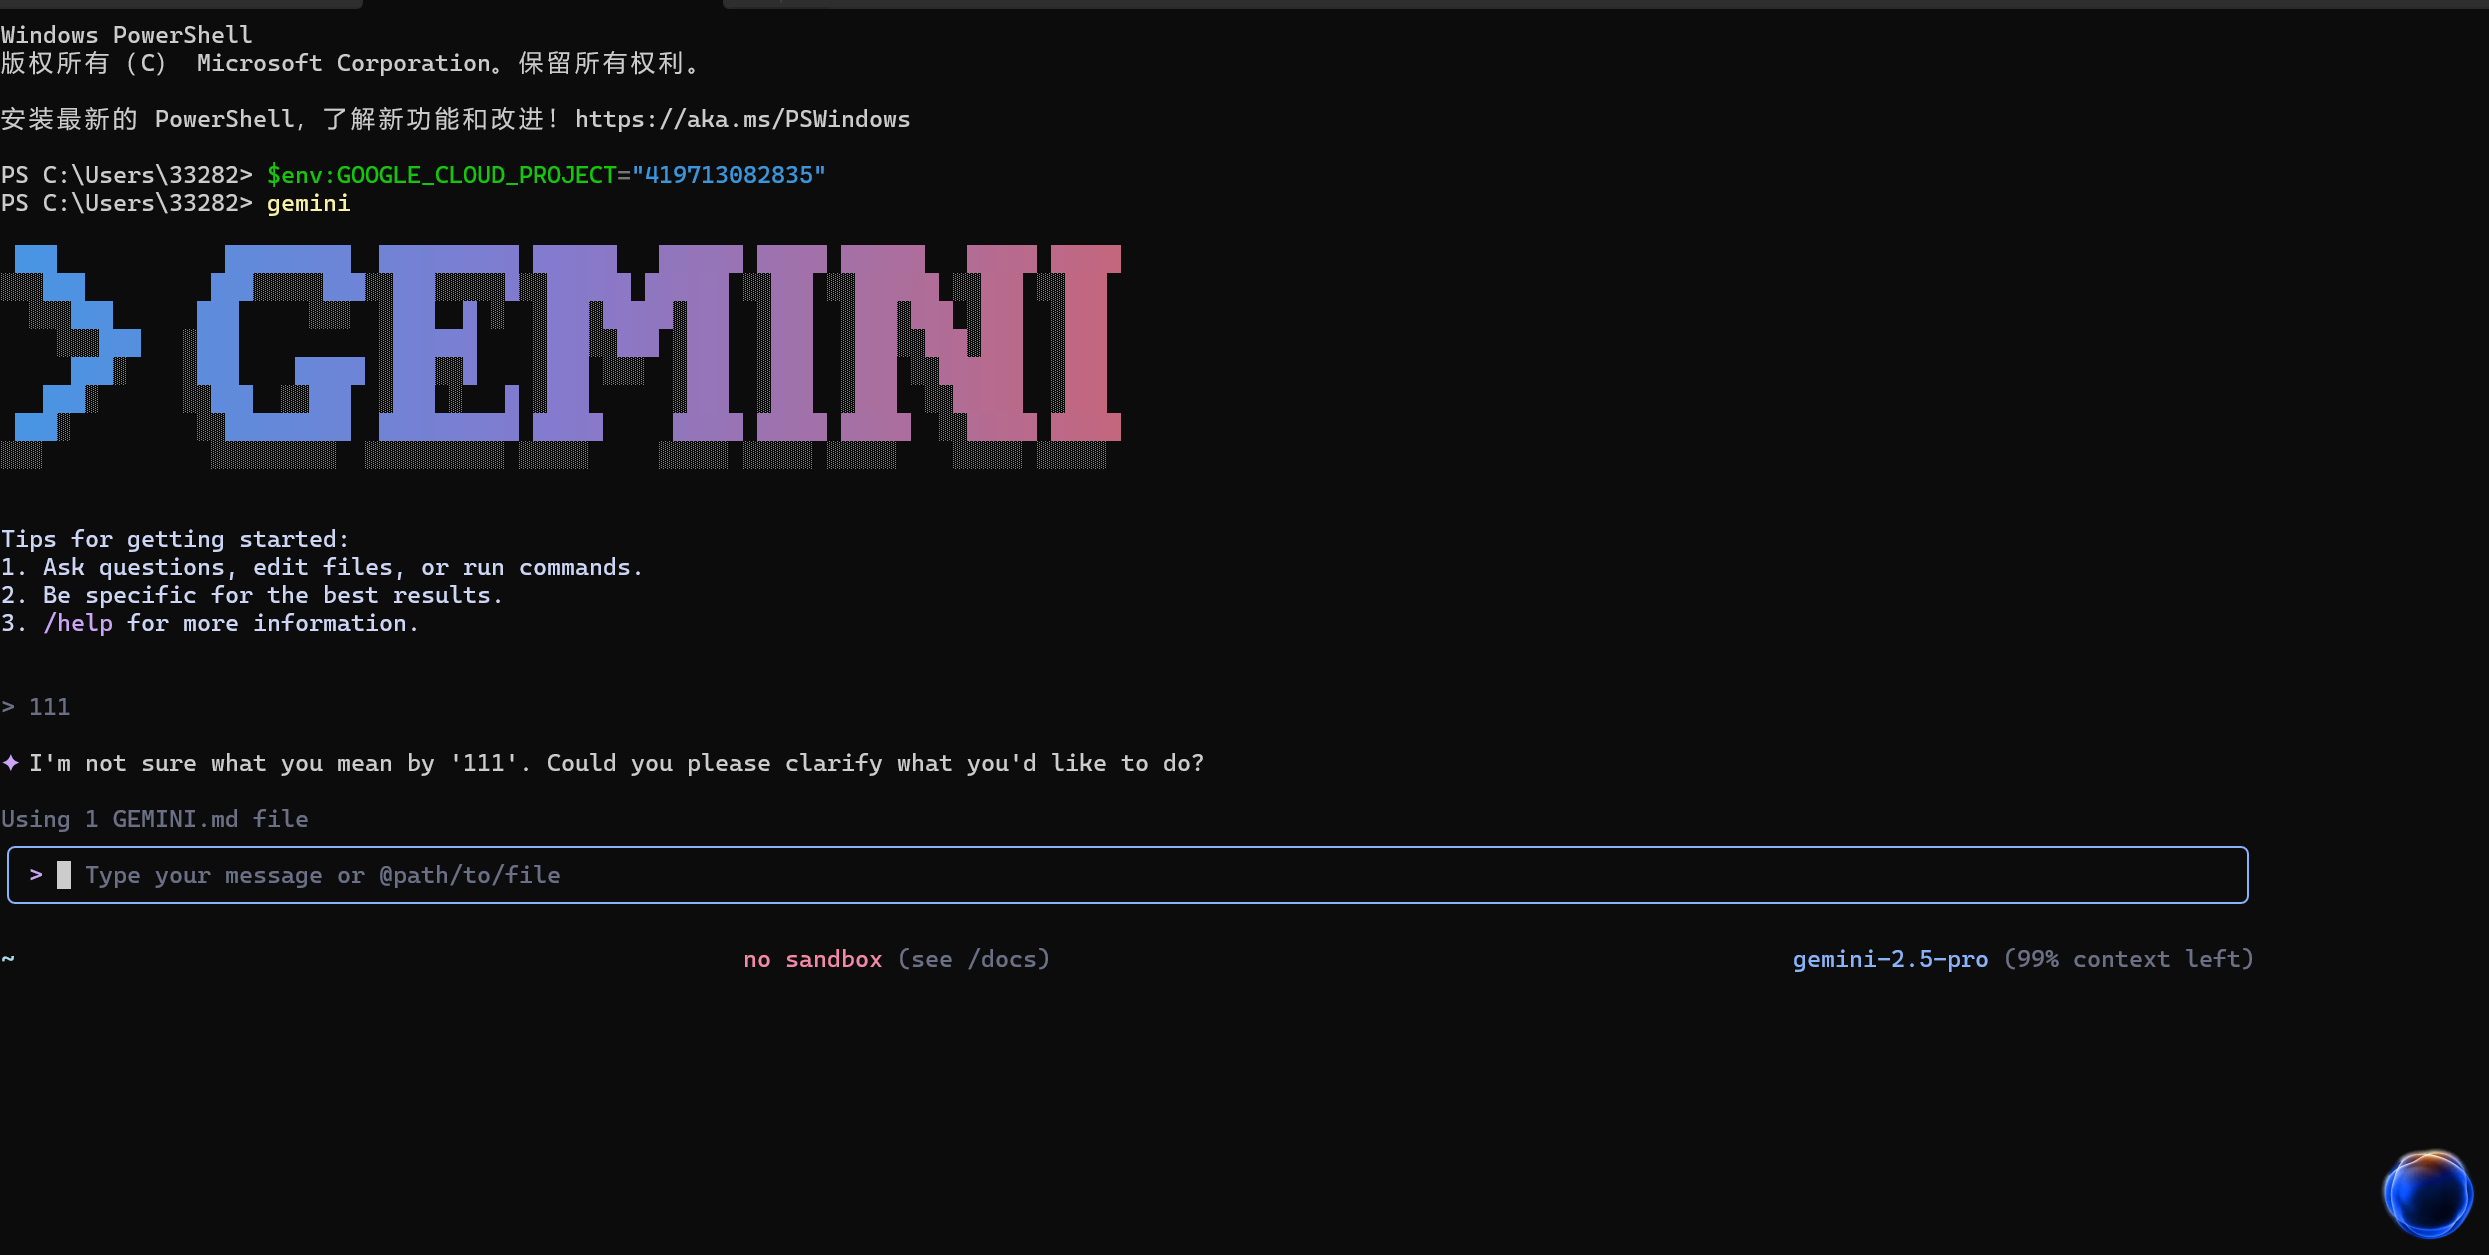 Windows PowerShell
版权所有（C） Microsoft Corporation。保留所有权利。
安装最新的 PowerShell，了解新功能和改进！https://aka.ms/PSWindows
PS C:\Users\33282> $env:GOOGLE_CLOUD_PROJECT="419713082835"
PS C:\Users\33282> gemini
> GEMINI
Tips for getting started:
1. Ask questions, edit files, or run commands.
2. Be specific for the best results.
3. /help for more information.
> 111
✦ I'm not sure what you mean by '111'. Could you please clarify what you'd like to do?
Using 1 GEMINI.md file
> Type your message or @path/to/file
~ no sandbox (see /docs) gemini-2.5-pro (99% context left)